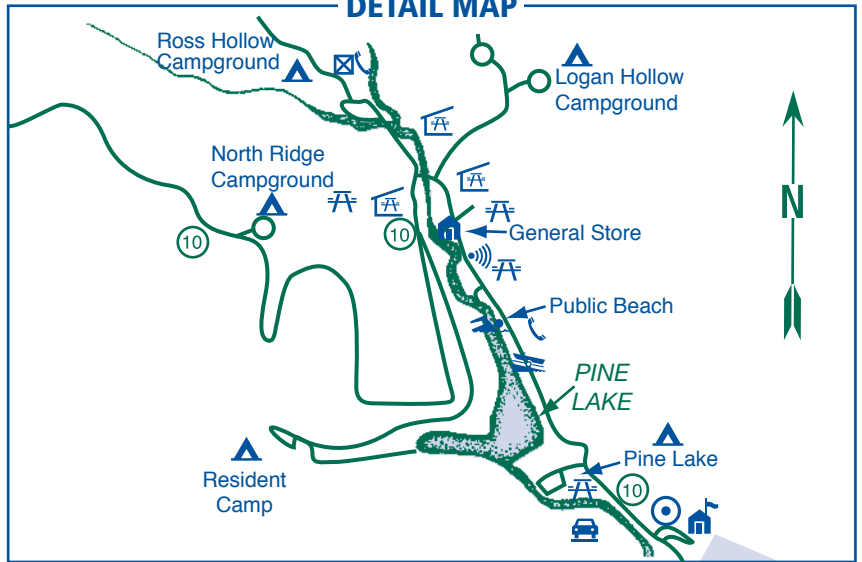 DETAIL MAP
Ross Hollow
Campground
Logan Hollow
Campground
North Ridge
Campground
N
10
10
General Store
Public Beach
PINE
LAKE
Resident
Camp
Pine Lake
10